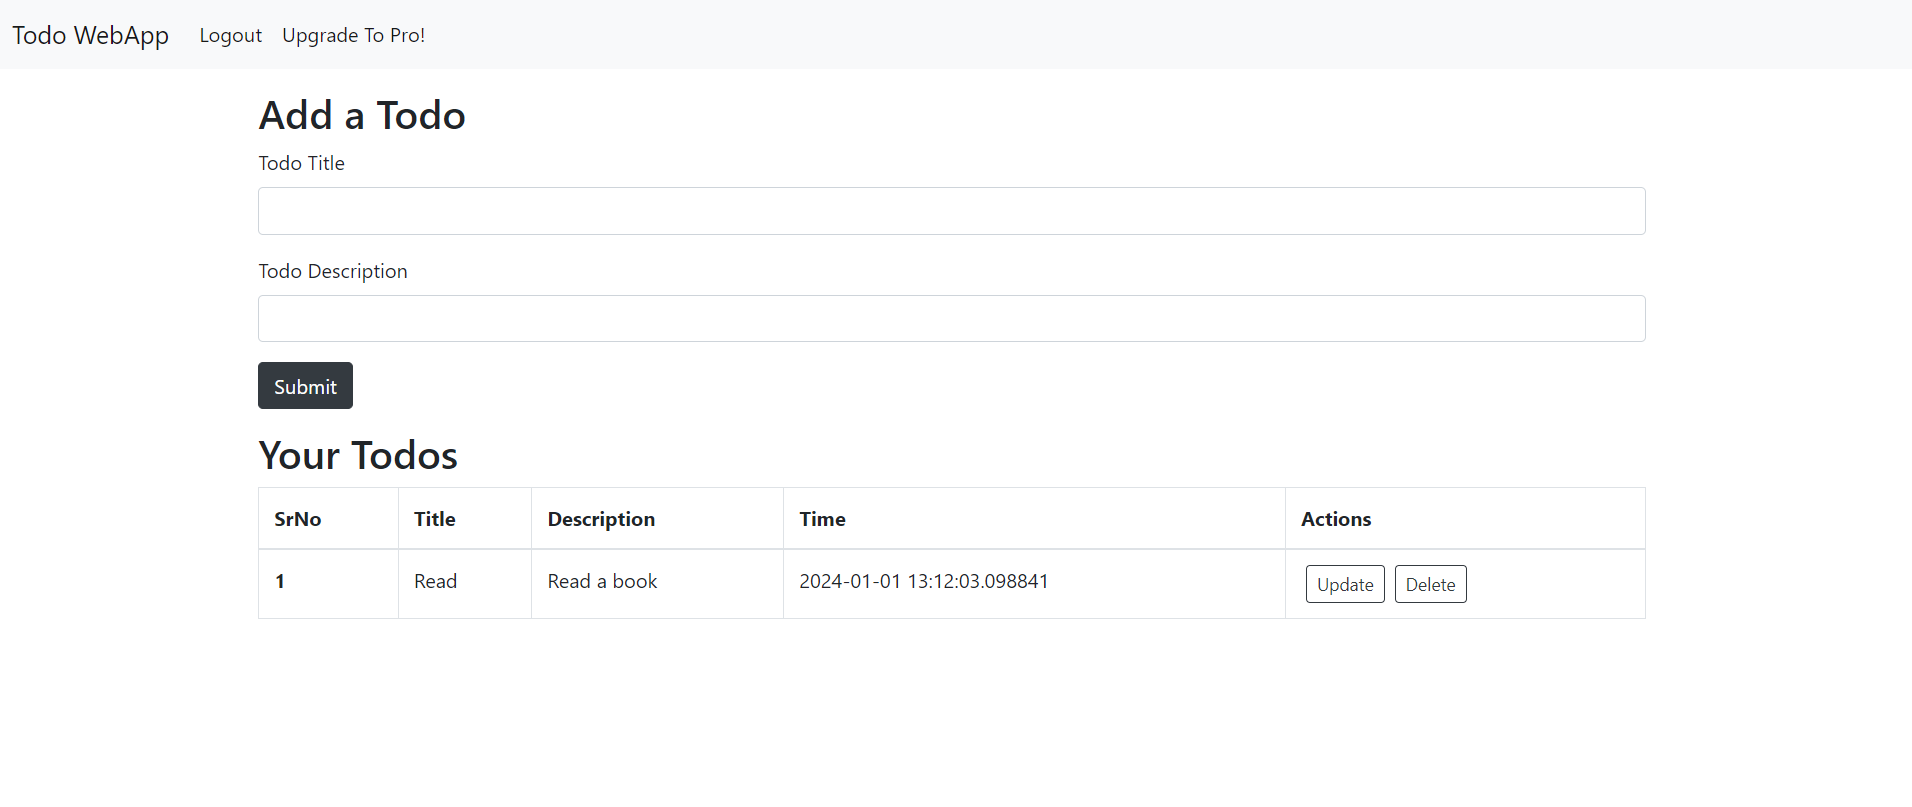 Todo WebApp Logout Upgrade To Pro!
Add a Todo
Todo Title
Todo Description
Submit
Your Todos
SrNo Title Description Time Actions
1 Read Read a book 2024-01-01 13:12:03.098841 Update Delete